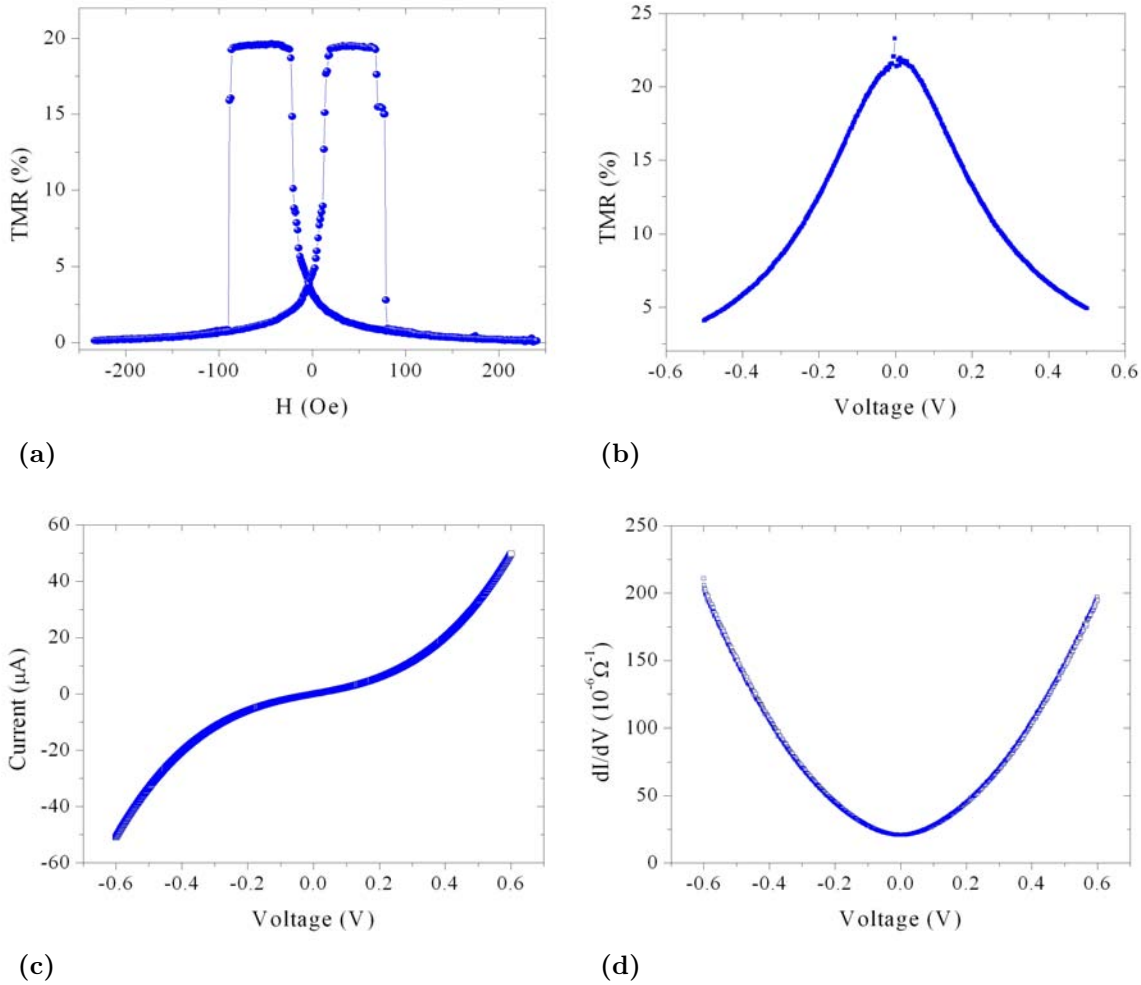 20
15
10
5
0
TMR (%)
-200 -100 0 100 200
H (Oe)
(a)
25
20
15
10
5
TMR (%)
-0.6 -0.4 -0.2 0.0 0.2 0.4 0.6
Voltage (V)
(b)
60
40
20
0
-20
-40
-60
Current (μA)
-0.6 -0.4 -0.2 0.0 0.2 0.4 0.6
Voltage (V)
(c)
250
200
150
100
50
0
dI/dV (10⁻⁶Ω⁻¹)
-0.6 -0.4 -0.2 0.0 0.2 0.4 0.6
Voltage (V)
(d)